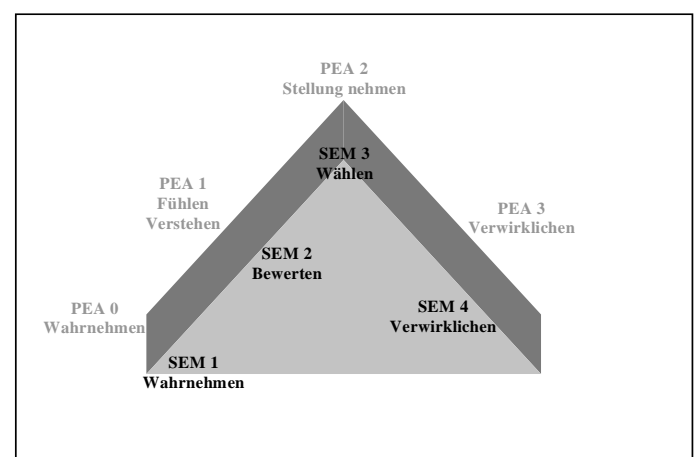 PEA 2
Stellung nehmen
SEM 3
Wählen
PEA 1
Fühlen
Verstehen
PEA 3
Verwirklichen
SEM 2
Bewerten
PEA 0
Wahrnehmen
SEM 4
Verwirklichen
SEM 1
Wahrnehmen